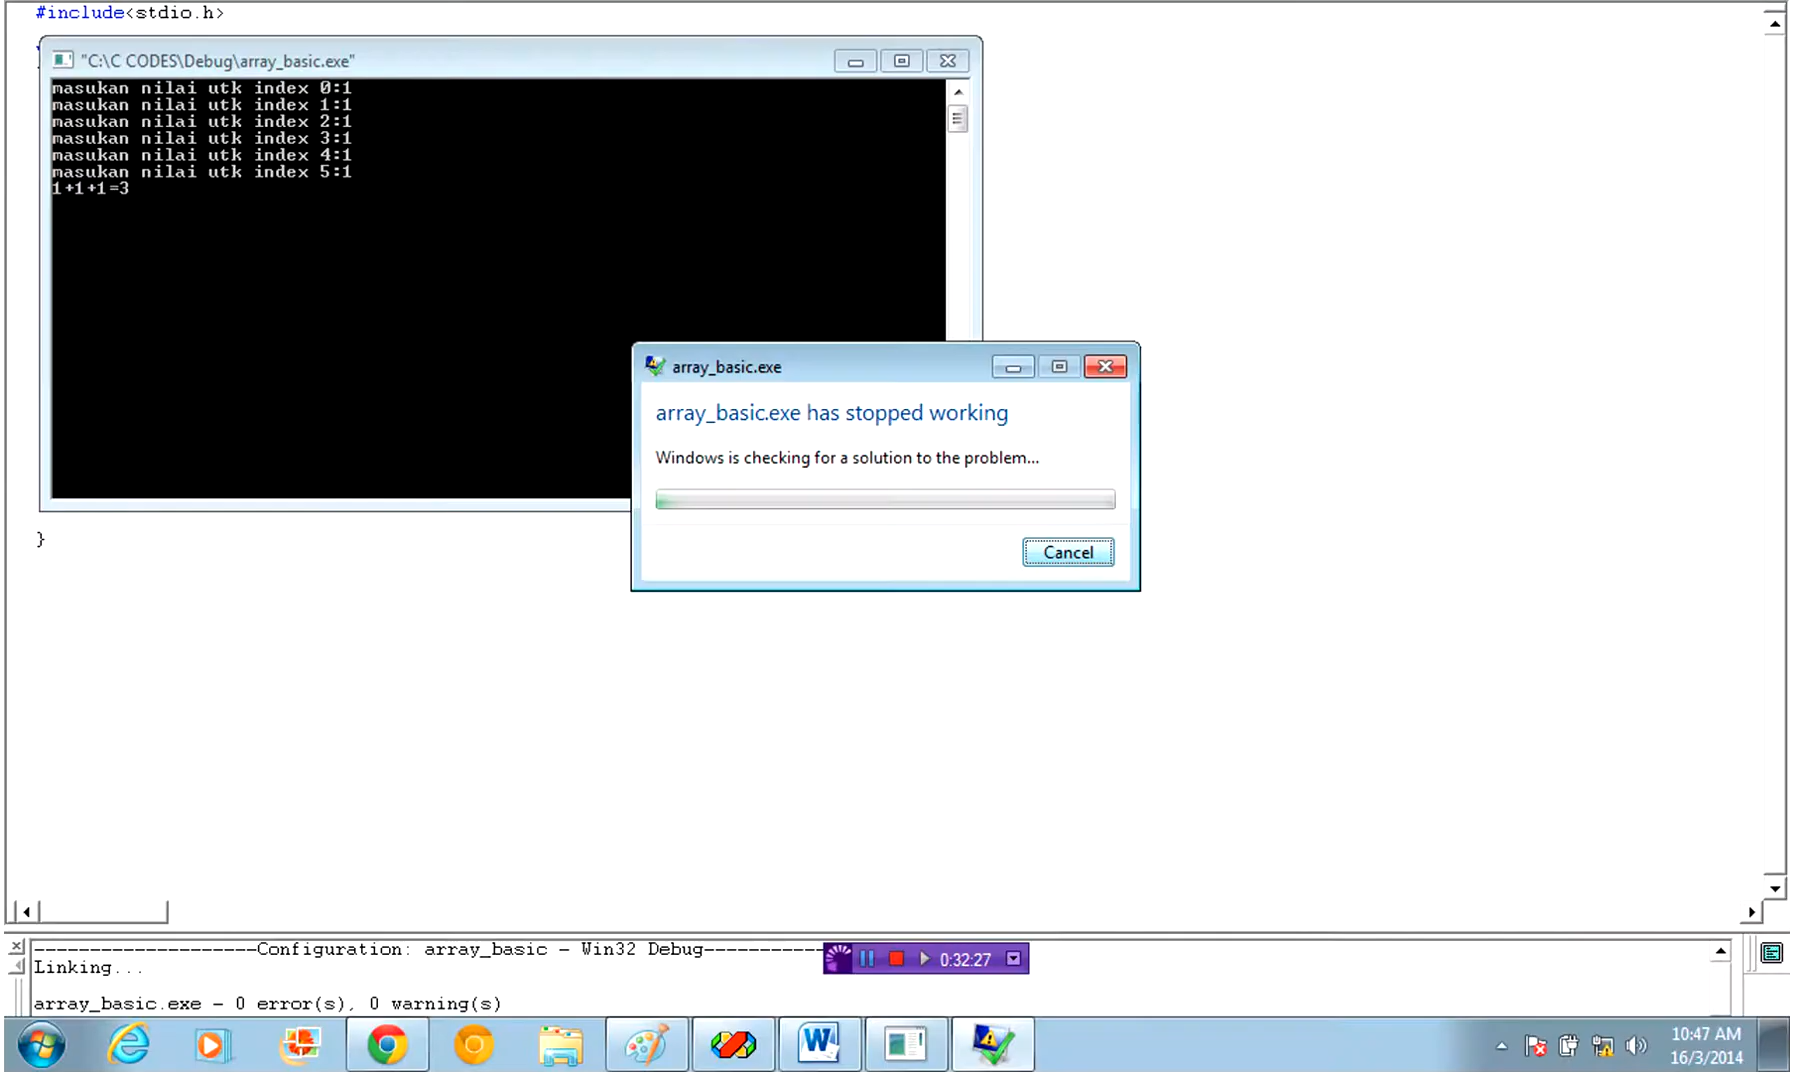 #include<stdio.h>
"C:\C CODES\Debug\array_basic.exe"
masukan nilai utk index 0:1
masukan nilai utk index 1:1
masukan nilai utk index 2:1
masukan nilai utk index 3:1
masukan nilai utk index 4:1
masukan nilai utk index 5:1
1+1+1=3
array_basic.exe
array_basic.exe has stopped working
Windows is checking for a solution to the problem...
Cancel
}
--------------------Configuration: array_basic - Win32 Debug-----------
Linking...
0:32:27
array_basic.exe - 0 error(s), 0 warning(s)
10:47 AM
16/3/2014